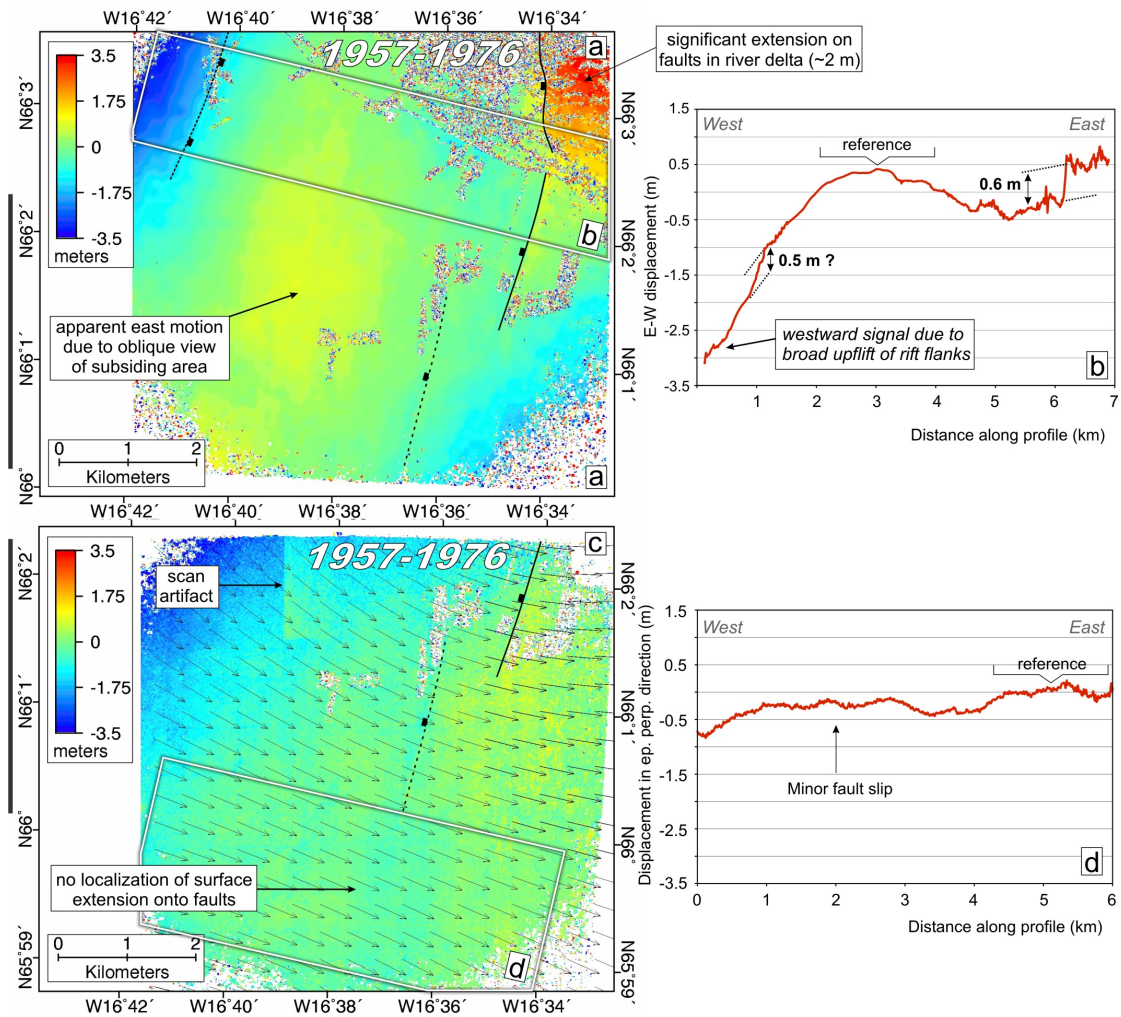 W16°42´ W16°40´ W16°38´ W16°36´ W16°34´
1957-1976
a
3.5
1.75
0
-1.75
-3.5
meters
N66°3´
N66°2´
N66°1´
N66°
N66°3´
N66°2´
N66°1´
b
apparent east motion
due to oblique view
of subsiding area
0 1 2
Kilometers
a
significant extension on
faults in river delta (~2 m)
1.5
0.5
-0.5
-1.5
-2.5
-3.5
E-W displacement (m)
West
East
reference
0.6 m
0.5 m ?
westward signal due to
broad upflift of rift flanks
b
1 2 3 4 5 6 7
Distance along profile (km)
W16°42´ W16°40´ W16°38´ W16°36´ W16°34´
1957-1976
c
3.5
1.75
0
-1.75
-3.5
meters
scan
artifact
N66°2´
N66°1´
N66°
N65°59´
N66°2´
N66°1´
N66°
N65°59´
no localization of surface
extension onto faults
0 1 2
Kilometers
d
W16°42´ W16°40´ W16°38´ W16°36´ W16°34´
1.5
0.5
-0.5
-1.5
-2.5
-3.5
Displacement in ep. perp. direction (m)
West
East
reference
Minor fault slip
d
0 1 2 3 4 5 6
Distance along profile (km)